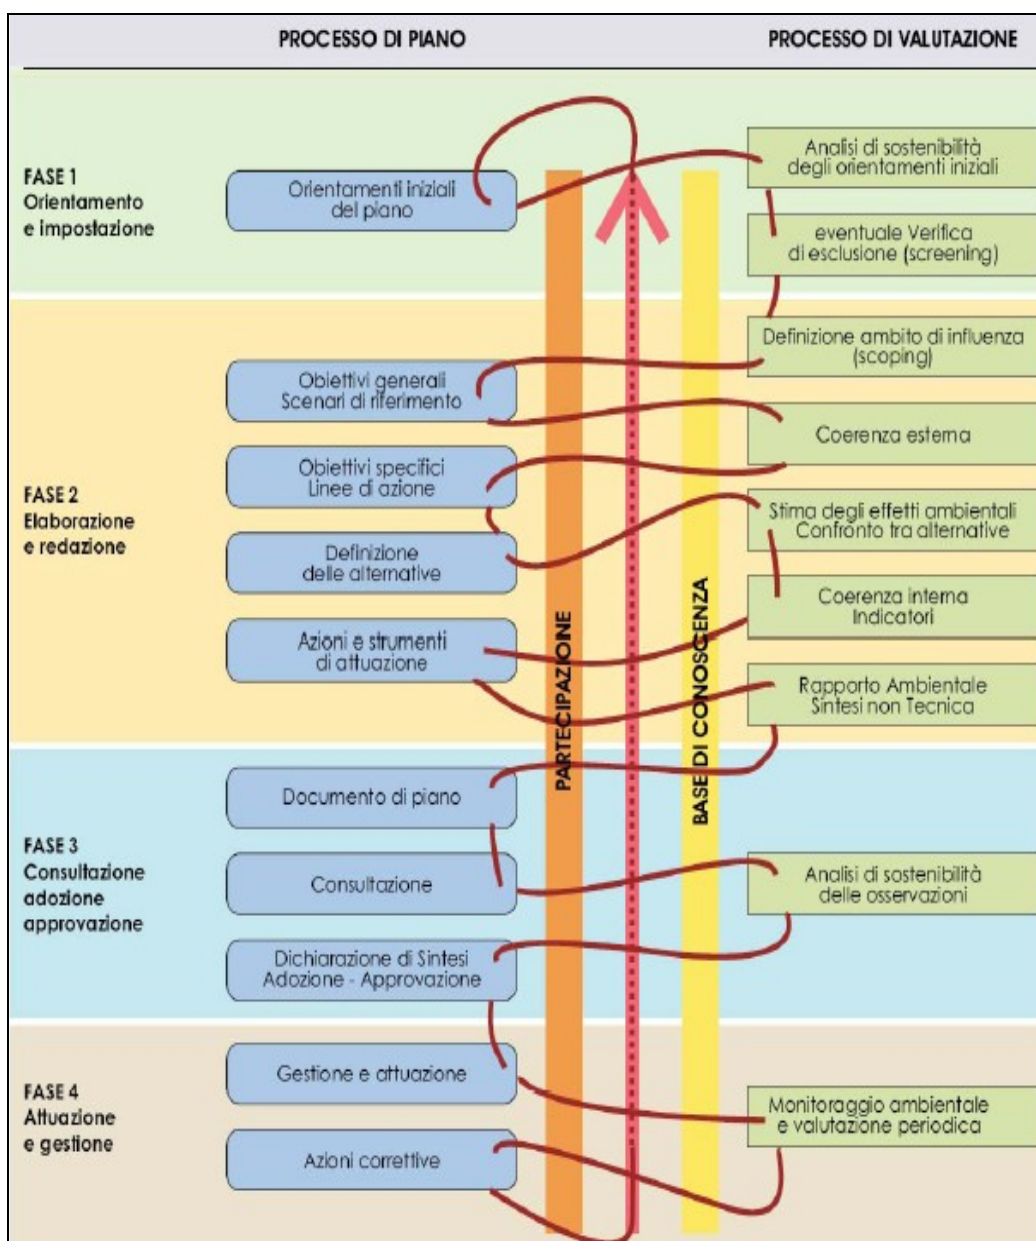 PROCESSO DI PIANO
PROCESSO DI VALUTAZIONE
FASE 1
Orientamento
e impostazione
Orientamenti iniziali
del piano
Analisi di sostenibilità
degli orientamenti iniziali
eventuale Verifica
di esclusione (screening)
FASE 2
Elaborazione
e redazione
Definizione ambito di influenza
(scoping)
Obiettivi generali
Scenari di riferimento
Coerenza esterna
Obiettivi specifici
Linee di azione
Stima degli effetti ambientali
Confronto tra alternative
Definizione
delle alternative
Coerenza interna
Indicatori
Azioni e strumenti
di attuazione
Rapporto Ambientale
Sintesi non Tecnica
PARTECIPAZIONE
BASE DI CONOSCENZA
FASE 3
Consultazione
adozione
approvazione
Documento di piano
Consultazione
Analisi di sostenibilità
delle osservazioni
Dichiarazione di Sintesi
Adozione - Approvazione
FASE 4
Attuazione
e gestione
Gestione e attuazione
Monitoraggio ambientale
e valutazione periodica
Azioni correttive